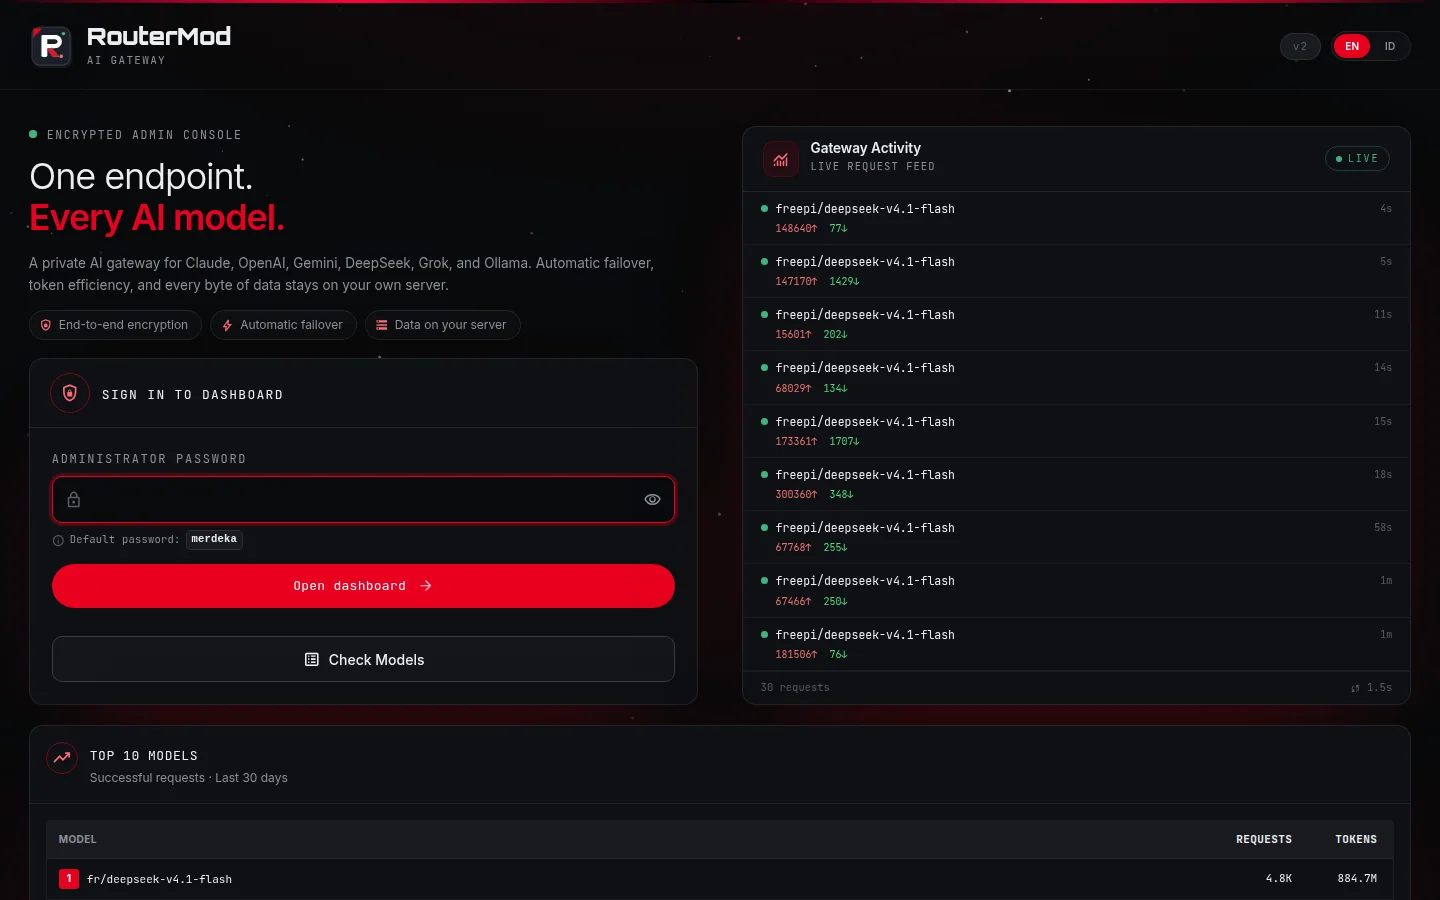 RouterMod
AI GATEWAY
v2
EN
ID
ENCRYPTED ADMIN CONSOLE
One endpoint.
Every AI model.
A private AI gateway for Claude, OpenAI, Gemini, DeepSeek, Grok, and Ollama. Automatic failover,
token efficiency, and every byte of data stays on your own server.
End-to-end encryption
Automatic failover
Data on your server
SIGN IN TO DASHBOARD
ADMINISTRATOR PASSWORD
Default password: merdeka
Open dashboard →
Check Models
Gateway Activity
LIVE REQUEST FEED
LIVE
freepi/deepseek-v4.1-flash 4s
148640↑ 77↓
freepi/deepseek-v4.1-flash 5s
147170↑ 1429↓
freepi/deepseek-v4.1-flash 11s
15601↑ 202↓
freepi/deepseek-v4.1-flash 14s
68029↑ 134↓
freepi/deepseek-v4.1-flash 15s
173361↑ 1707↓
freepi/deepseek-v4.1-flash 18s
300360↑ 348↓
freepi/deepseek-v4.1-flash 58s
67768↑ 255↓
freepi/deepseek-v4.1-flash 1m
67466↑ 250↓
freepi/deepseek-v4.1-flash 1m
181506↑ 76↓
30 requests 1.5s
TOP 10 MODELS
Successful requests · Last 30 days
MODEL REQUESTS TOKENS
1 fr/deepseek-v4.1-flash 4.8K 884.7M